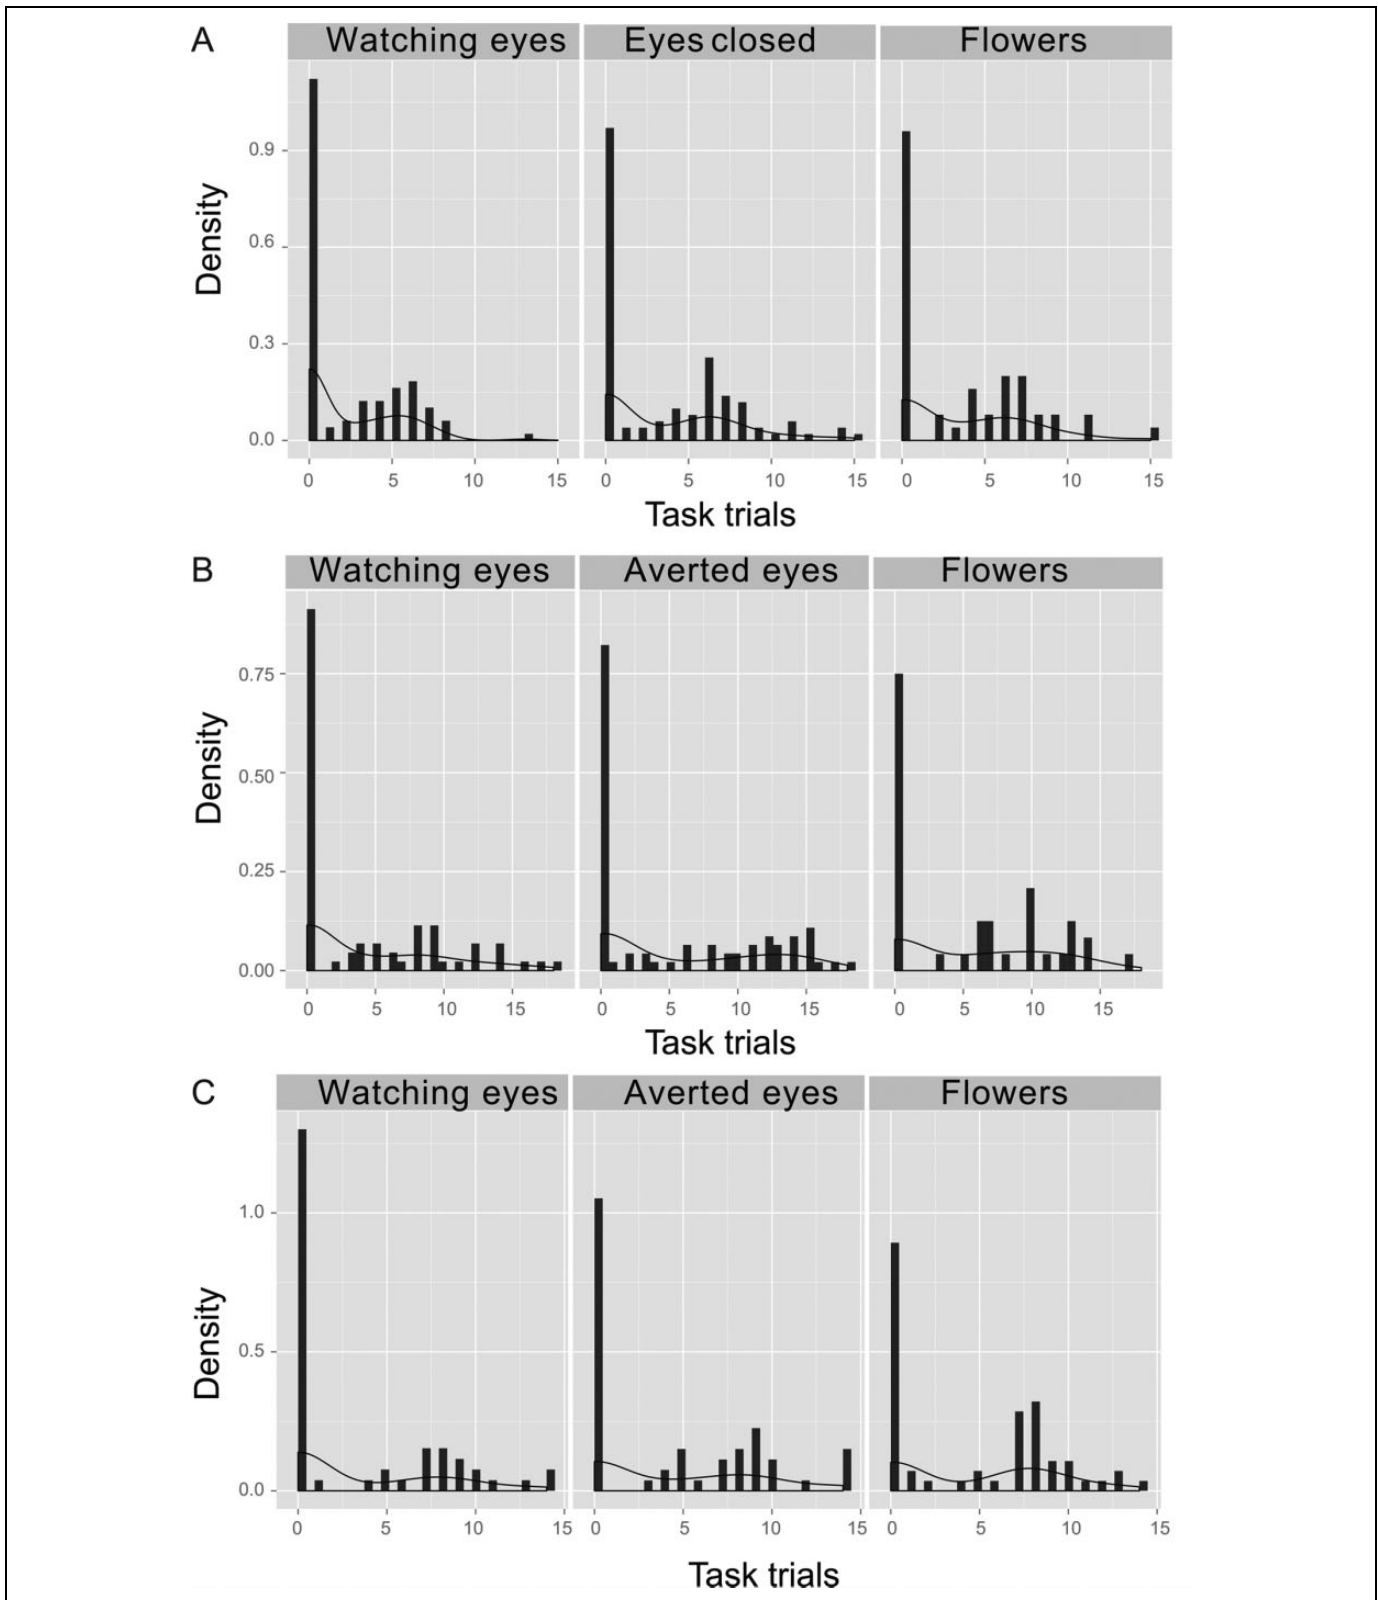 A
Watching eyes Eyes closed Flowers
0.9
0.6
0.3
0.0
Density
0 5 10 15 0 5 10 15 0 5 10 15
Task trials
B
Watching eyes Averted eyes Flowers
0.75
0.50
0.25
0.00
Density
0 5 10 15 0 5 10 15 0 5 10 15
Task trials
C
Watching eyes Averted eyes Flowers
1.0
0.5
0.0
Density
0 5 10 15 0 5 10 15 0 5 10 15
Task trials